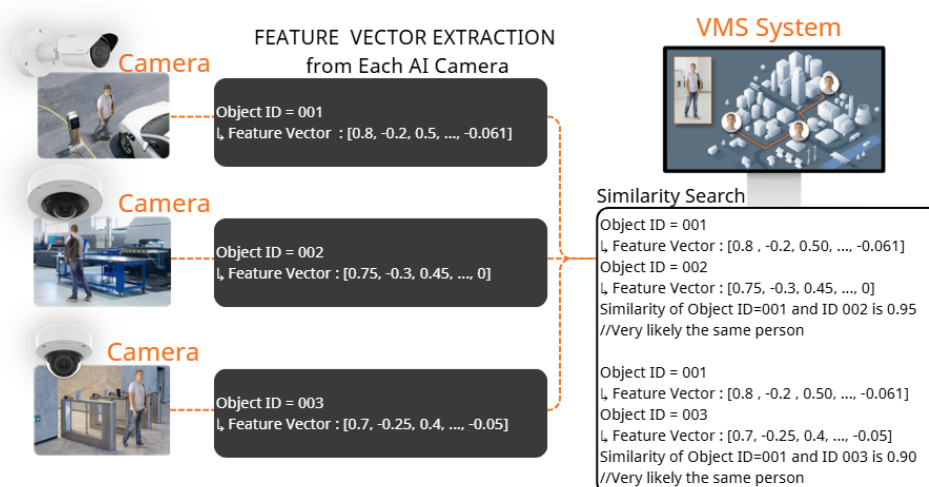 FEATURE VECTOR EXTRACTION
from Each AI Camera
VMS System
Camera
Object ID = 001
↳ Feature Vector : [0.8, -0.2, 0.5, ..., -0.061]
Camera
Object ID = 002
↳ Feature Vector : [0.75, -0.3, 0.45, ..., 0]
Camera
Object ID = 003
↳ Feature Vector : [0.7, -0.25, 0.4, ..., -0.05]
Similarity Search
Object ID = 001
↳ Feature Vector : [0.8 , -0.2, 0.50, ..., -0.061]
Object ID = 002
↳ Feature Vector : [0.75, -0.3, 0.45, ..., 0]
Similarity of Object ID=001 and ID 002 is 0.95
//Very likely the same person
Object ID = 001
↳ Feature Vector : [0.8 , -0.2 , 0.50, ..., -0.061]
Object ID = 003
↳ Feature Vector : [0.7, -0.25, 0.4, ..., -0.05]
Similarity of Object ID=001 and ID 003 is 0.90
//Very likely the same person